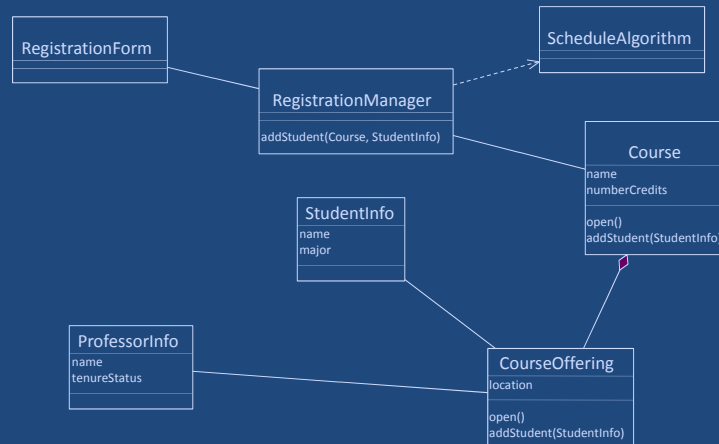 RegistrationForm
ScheduleAlgorithm
RegistrationManager
addStudent(Course, StudentInfo)
Course
name
numberCredits
open()
addStudent(StudentInfo)
StudentInfo
name
major
ProfessorInfo
name
tenureStatus
CourseOffering
location
open()
addStudent(StudentInfo)